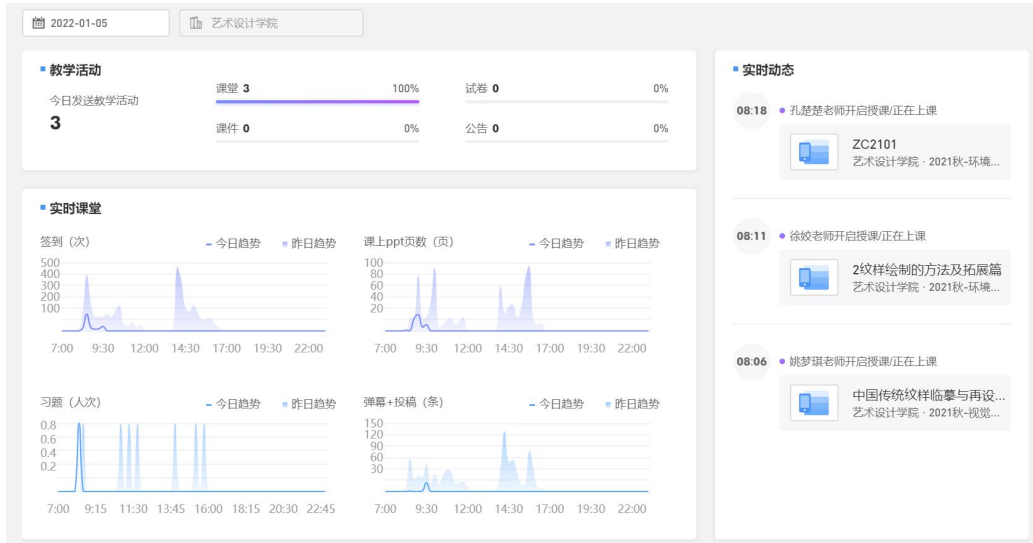 2022-01-05
艺术设计学院
教学活动
今日发送教学活动
3
课堂 3 100%
试卷 0 0%
课件 0 0%
公告 0 0%
实时课堂
签到（次） 今日趋势 昨日趋势
500
400
300
200
100
7:00 9:30 12:00 14:30 17:00 19:30 22:00
课上ppt页数（页） 今日趋势 昨日趋势
100
80
60
40
20
7:00 9:30 12:00 14:30 17:00 19:30 22:00
习题（人次） 今日趋势 昨日趋势
0.8
0.6
0.4
0.2
7:00 9:15 11:30 13:45 16:00 18:15 20:30 22:45
弹幕+投稿（条） 今日趋势 昨日趋势
150
120
90
60
30
7:00 9:30 12:00 14:30 17:00 19:30 22:00
实时动态
08:18 孔楚楚老师开启授课/正在上课
ZC2101
艺术设计学院 · 2021秋-环境...
08:11 徐姣老师开启授课/正在上课
2纹样绘制的方法及拓展篇
艺术设计学院 · 2021秋-环境...
08:06 姚梦琪老师开启授课/正在上课
中国传统纹样临摹与再设...
艺术设计学院 · 2021秋-视觉...